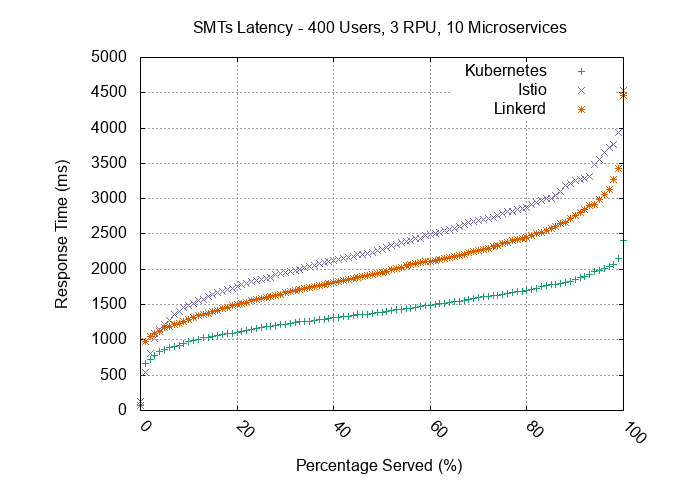 SMTs Latency - 400 Users, 3 RPU, 10 Microservices
Kubernetes
Istio
Linkerd
5000
4500
4000
3500
3000
2500
2000
1500
1000
500
0
Response Time (ms)
0
20
40
60
80
100
Percentage Served (%)